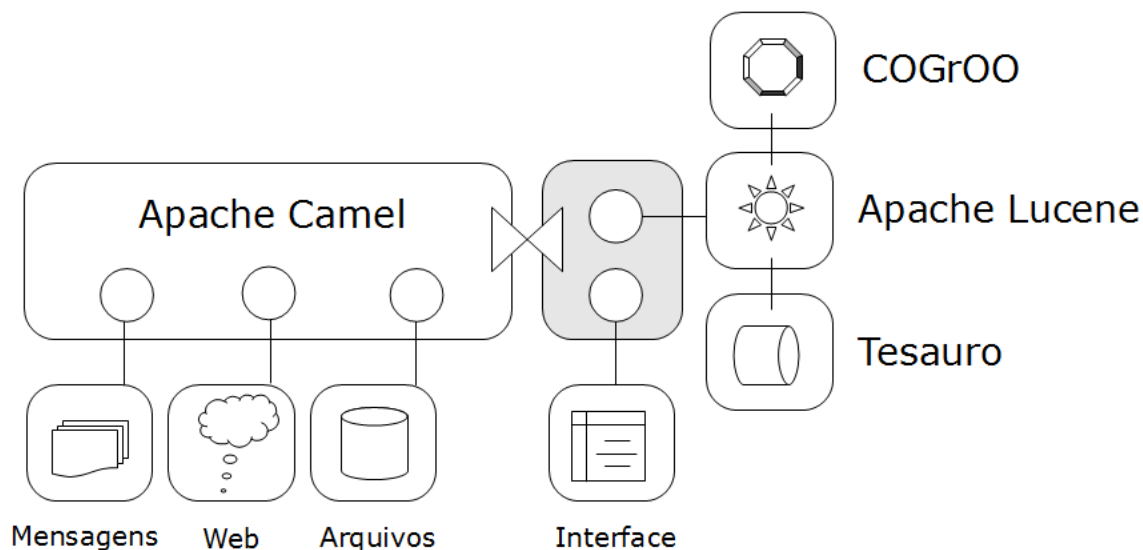 COGrOO
Apache Camel
Apache Lucene
Tesauro
Mensagens
Web
Arquivos
Interface